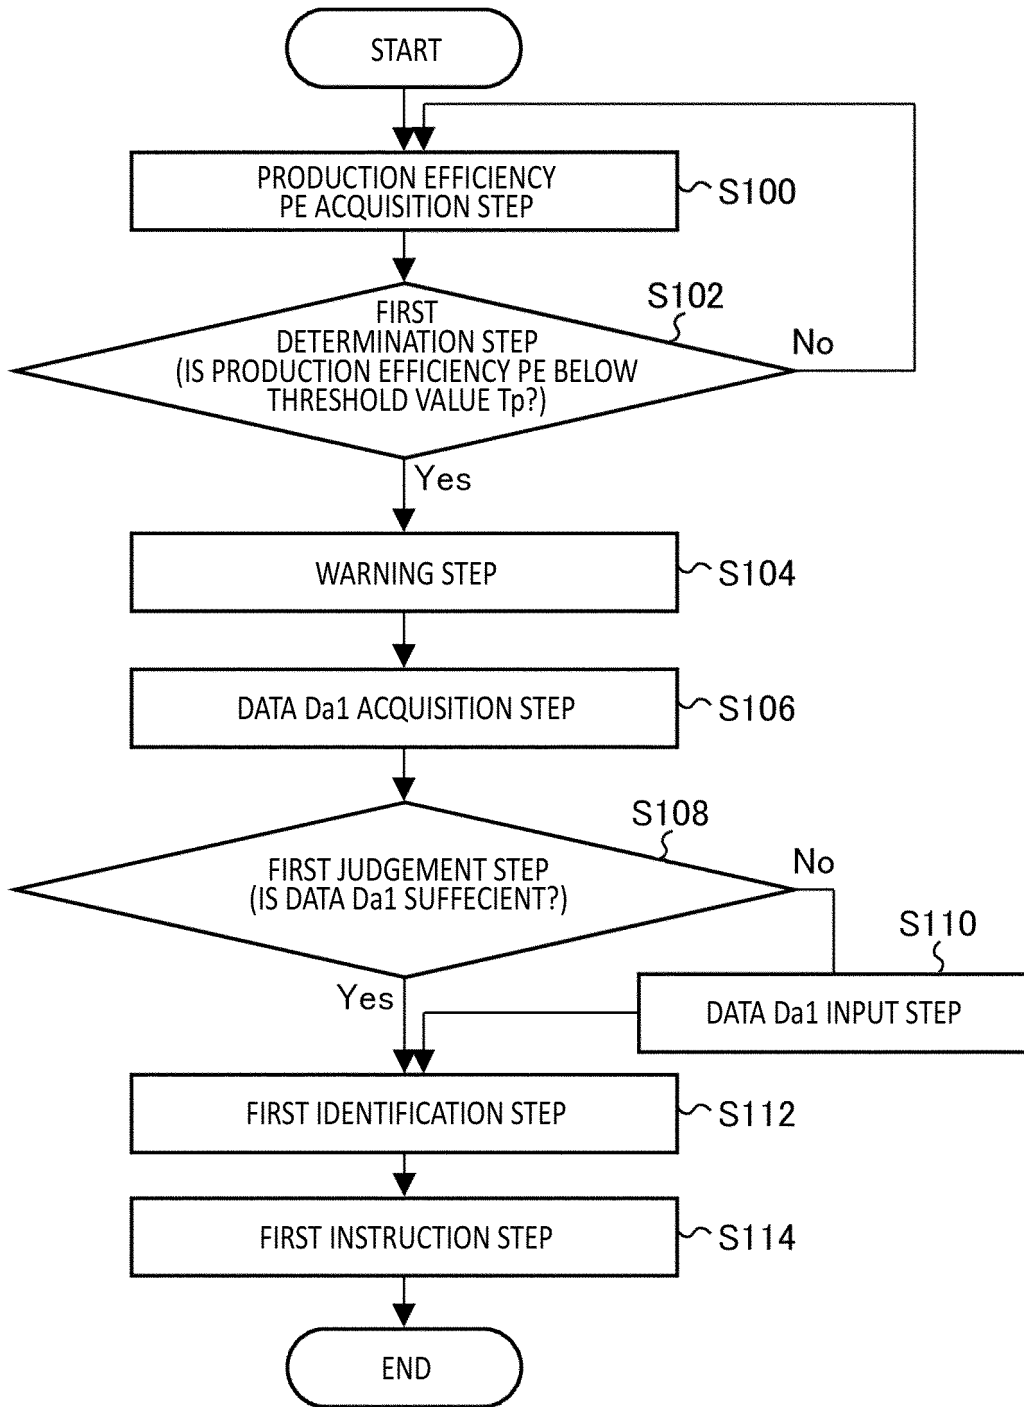 START
PRODUCTION EFFICIENCY
PE ACQUISITION STEP
S100
S102
FIRST
DETERMINATION STEP
(IS PRODUCTION EFFICIENCY PE BELOW
THRESHOLD VALUE Tp?)
No
Yes
WARNING STEP
S104
DATA Da1 ACQUISITION STEP
S106
S108
FIRST JUDGEMENT STEP
(IS DATA Da1 SUFFECIENT?)
No
S110
Yes
DATA Da1 INPUT STEP
FIRST IDENTIFICATION STEP
S112
FIRST INSTRUCTION STEP
S114
END